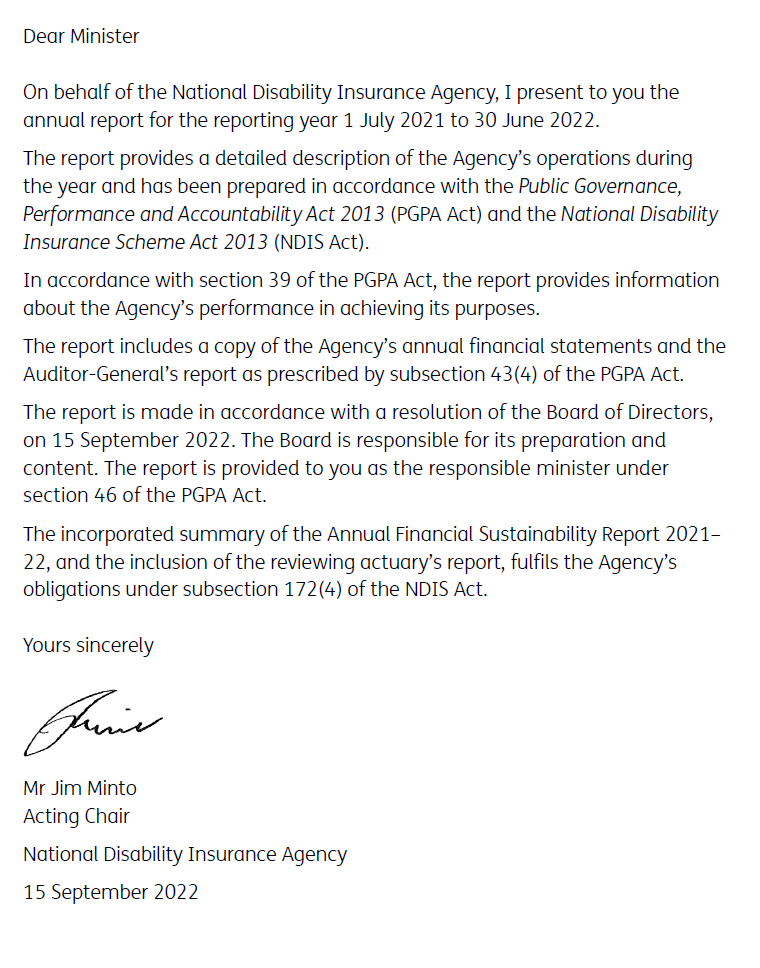 Dear Minister
On behalf of the National Disability Insurance Agency, I present to you the
annual report for the reporting year 1 July 2021 to 30 June 2022.
The report provides a detailed description of the Agency’s operations during
the year and has been prepared in accordance with the Public Governance,
Performance and Accountability Act 2013 (PGPA Act) and the National Disability
Insurance Scheme Act 2013 (NDIS Act).
In accordance with section 39 of the PGPA Act, the report provides information
about the Agency’s performance in achieving its purposes.
The report includes a copy of the Agency’s annual financial statements and the
Auditor-General’s report as prescribed by subsection 43(4) of the PGPA Act.
The report is made in accordance with a resolution of the Board of Directors,
on 15 September 2022. The Board is responsible for its preparation and
content. The report is provided to you as the responsible minister under
section 46 of the PGPA Act.
The incorporated summary of the Annual Financial Sustainability Report 2021–
22, and the inclusion of the reviewing actuary’s report, fulfils the Agency’s
obligations under subsection 172(4) of the NDIS Act.
Yours sincerely
Mr Jim Minto
Acting Chair
National Disability Insurance Agency
15 September 2022